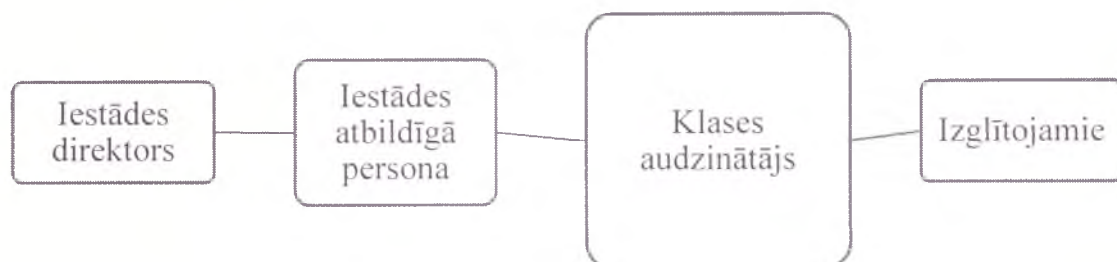 Iestādes
direktors
Iestādes
atbildīgā
persona
Klases
audzinātājs
Izglītojamie